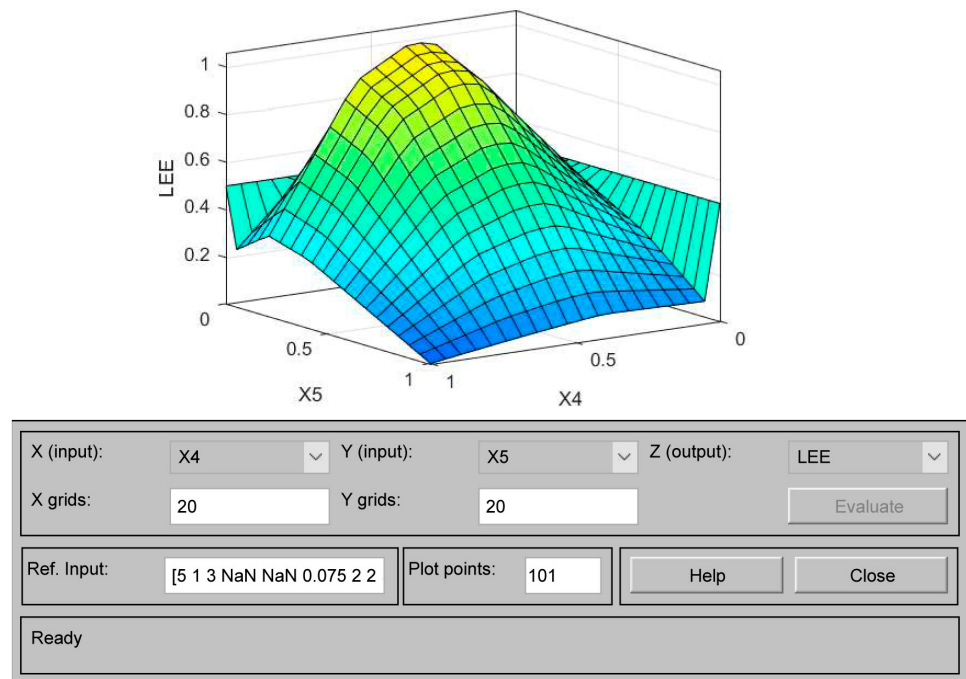 1
0.8
0.6
0.4
0.2
LEE
0
0.5
1
X5
1
0.5
0
X4
X (input): X4 Y (input): X5 Z (output): LEE
X grids: 20 Y grids: 20 Evaluate
Ref. Input: [5 1 3 NaN NaN 0.075 2 2 Plot points: 101 Help Close
Ready